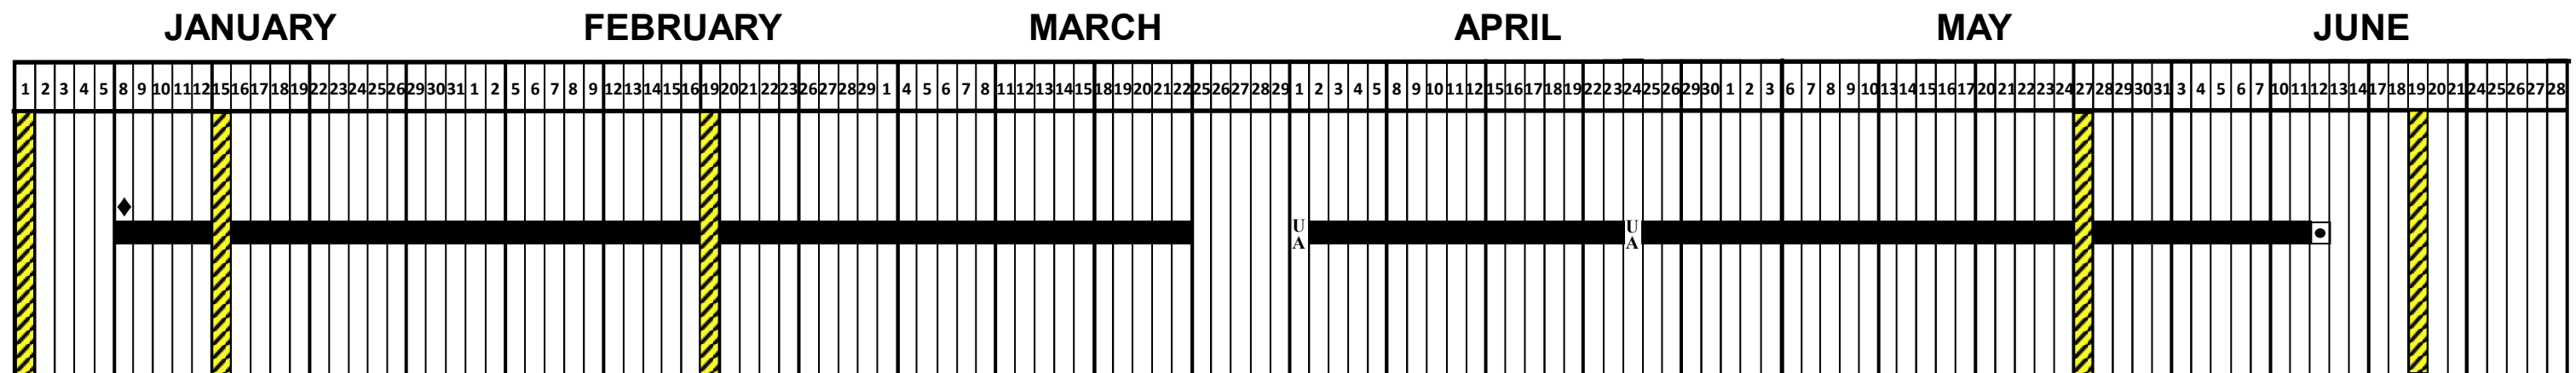 JANUARY FEBRUARY MARCH APRIL MAY JUNE
1 2 3 4 5 8 9 10 11 12 15 16 17 18 19 22 23 24 25 26 29 30 31 1 2 5 6 7 8 9 12 13 14 15 16 19 20 21 22 23 26 27 28 29 1 4 5 6 7 8 11 12 13 14 15 18 19 20 21 22 25 26 27 28 29 1 2 3 4 5 8 9 10 11 12 15 16 17 18 19 22 23 24 25 26 29 30 1 2 3 6 7 8 9 10 13 14 15 16 17 20 21 22 23 24 27 28 29 30 31 3 4 5 6 7 10 11 12 13 14 17 18 19 20 21 24 25 26 27 28
U U
A A